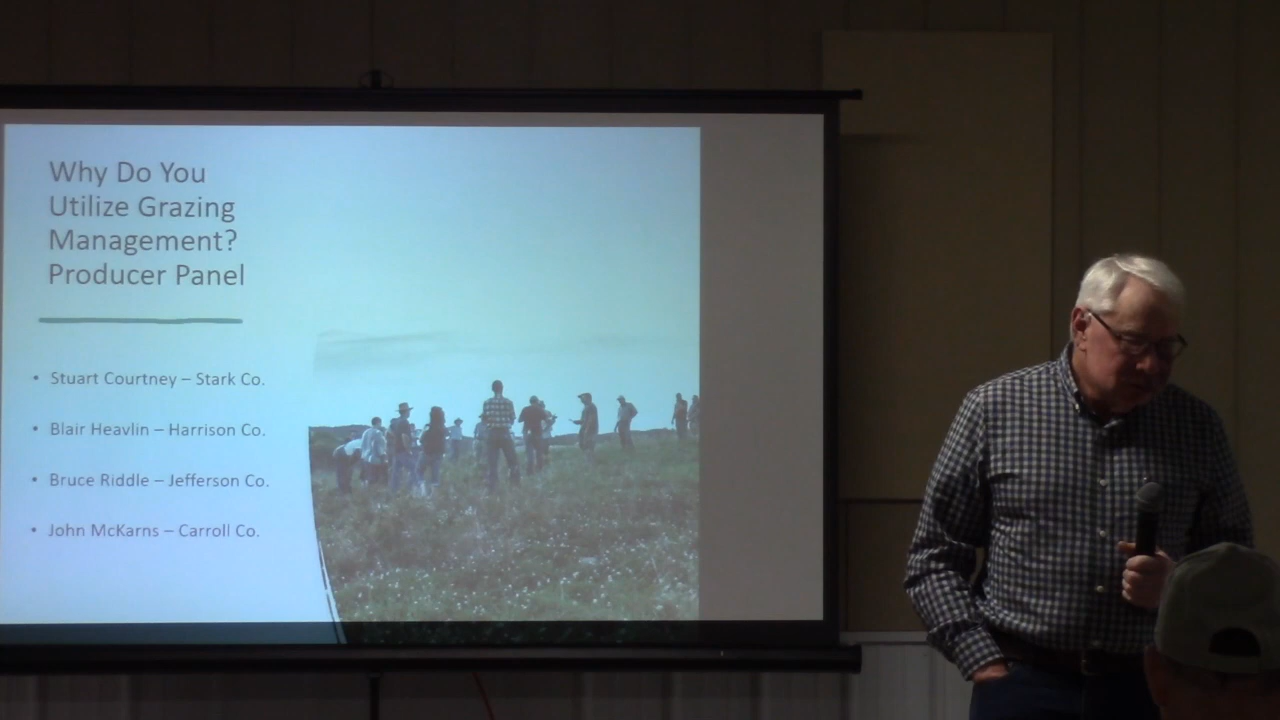 Why Do You
Utilize Grazing
Management?
Producer Panel
• Stuart Courtney – Stark Co.
• Blair Heavlin – Harrison Co.
• Bruce Riddle – Jefferson Co.
• John McKarns – Carroll Co.